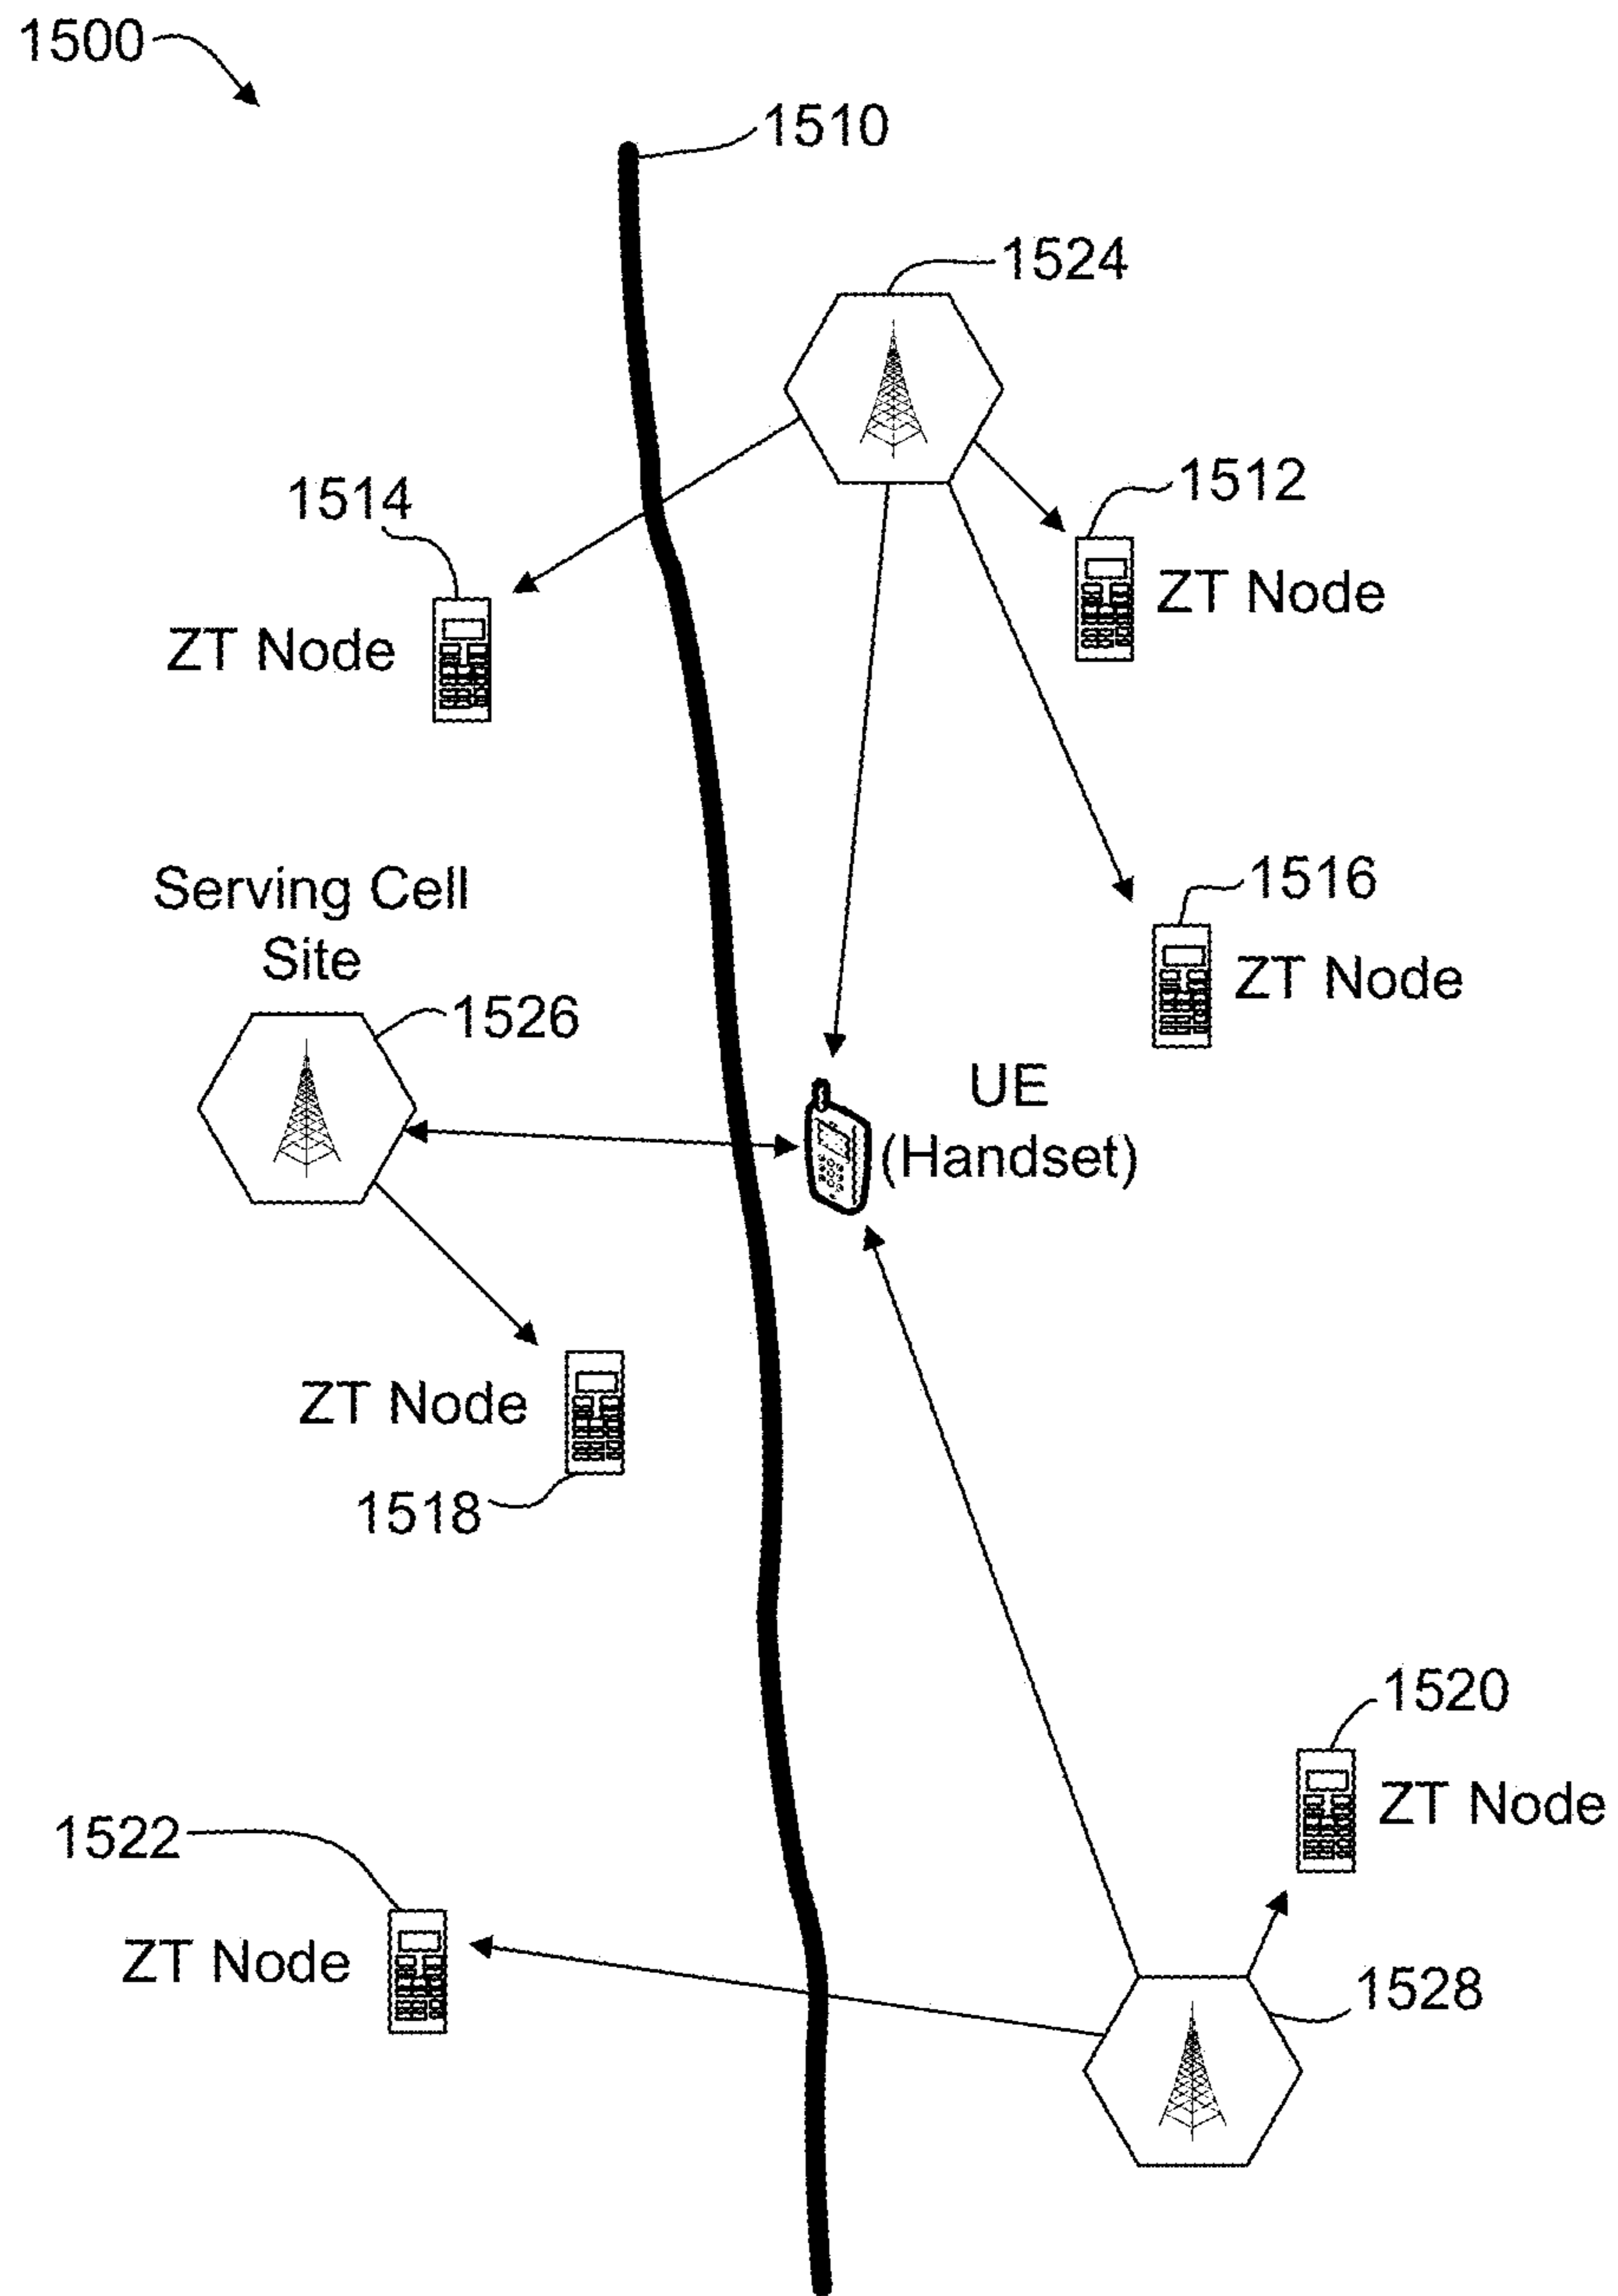 1500
1510
1524
1514
1512
ZT Node
ZT Node
Serving Cell
Site
1516
ZT Node
1526
UE
(Handset)
ZT Node
1518
1520
ZT Node
1522
ZT Node
1528